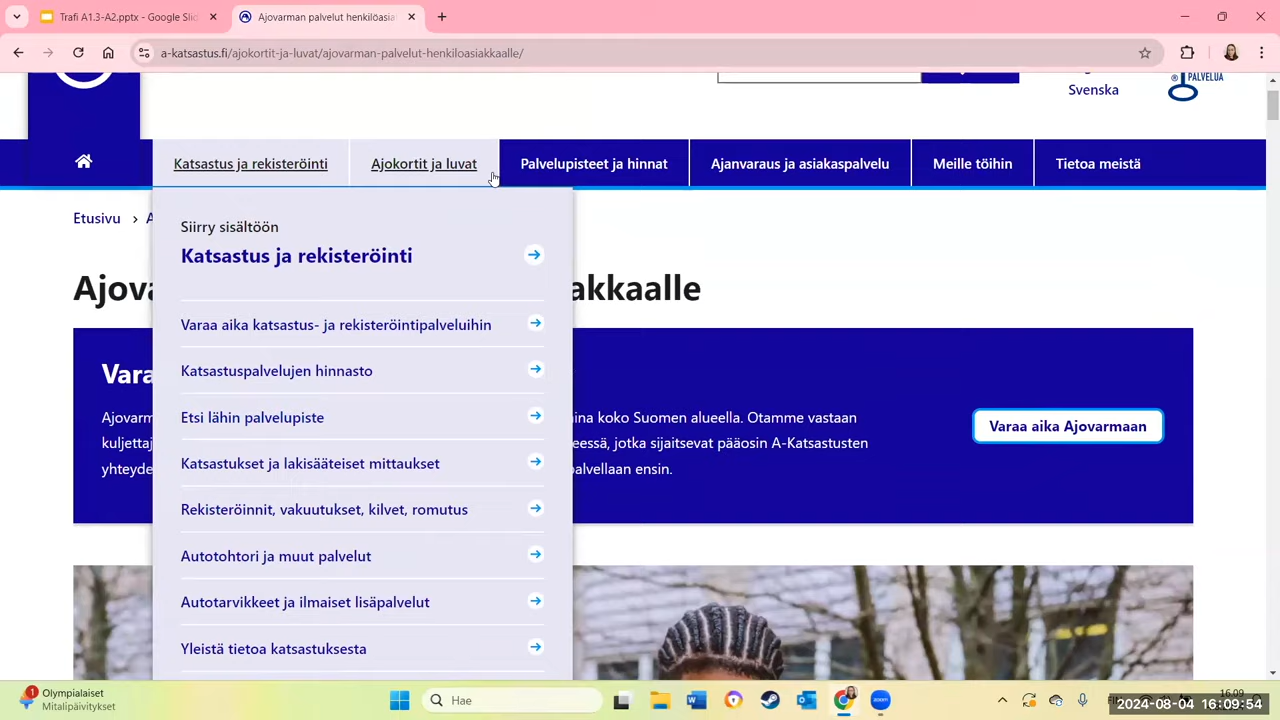 Trafi A1.3-A2.pptx - Google Slid
Ajovarman palvelut henkilöasia
a-katsastus.fi/ajokortit-ja-luvat/ajovarman-palvelut-henkiloasiakkaalle/
PALVELUA
Svenska
Katsastus ja rekisteröinti
Ajokortit ja luvat
Palvelupisteet ja hinnat
Ajanvaraus ja asiakaspalvelu
Meille töihin
Tietoa meistä
Etusivu › A
Siirry sisältöön
Katsastus ja rekisteröinti
Ajova
akkaalle
Varaa aika katsastus- ja rekisteröintipalveluihin
Vara
Katsastuspalvelujen hinnasto
Ajovarm
Etsi lähin palvelupiste
ina koko Suomen alueella. Otamme vastaan
kuljettaj
eessä, jotka sijaitsevat pääosin A-Katsastusten
yhteyde
Katsastukset ja lakisääteiset mittaukset
palvellaan ensin.
Varaa aika Ajovarmaan
Rekisteröinnit, vakuutukset, kilvet, romutus
Autotohtori ja muut palvelut
Autotarvikkeet ja ilmaiset lisäpalvelut
Yleistä tietoa katsastuksesta
1
Olympialaiset
Mitalipäivitykset
Hae
zoom
16.09
2024-08-04 16:09:54